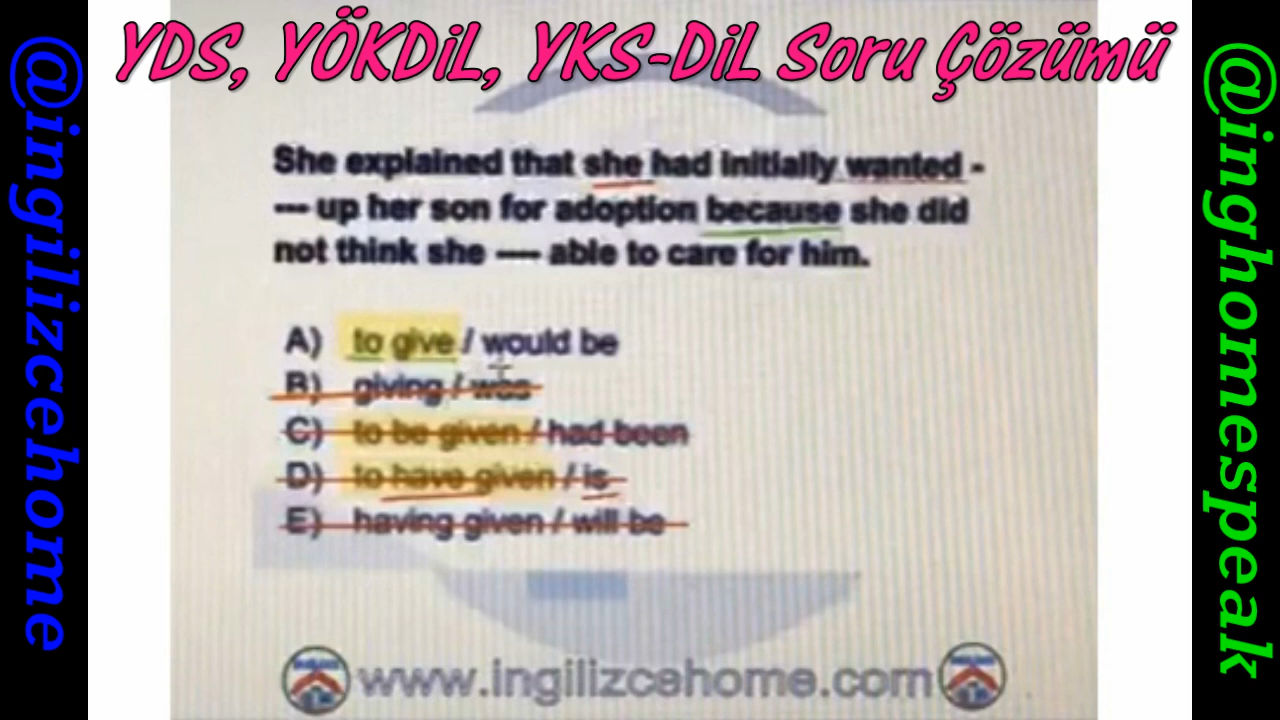 YDS, YÖKDiL, YKS-DiL Soru Çözümü
@ingilizcehome
She explained that she had initially wanted -
--- up her son for adoption because she did
not think she ---- able to care for him.
A) to give / would be
B) giving / was
C) to be given / had been
D) to have given / is
E) having given / will be
www.ingilizcehome.com
@inghomespeak